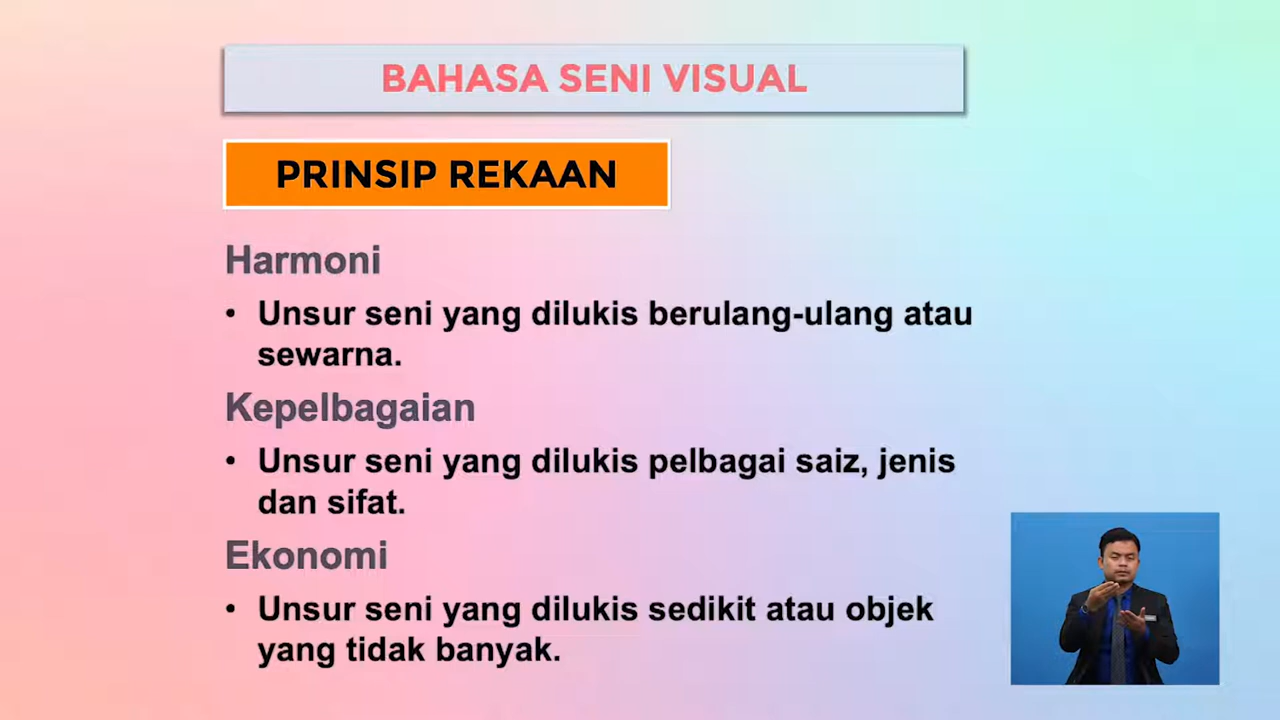 BAHASA SENI VISUAL
PRINSIP REKAAN
Harmoni
• Unsur seni yang dilukis berulang-ulang atau
sewarna.
Kepelbagaian
• Unsur seni yang dilukis pelbagai saiz, jenis
dan sifat.
Ekonomi
• Unsur seni yang dilukis sedikit atau objek
yang tidak banyak.